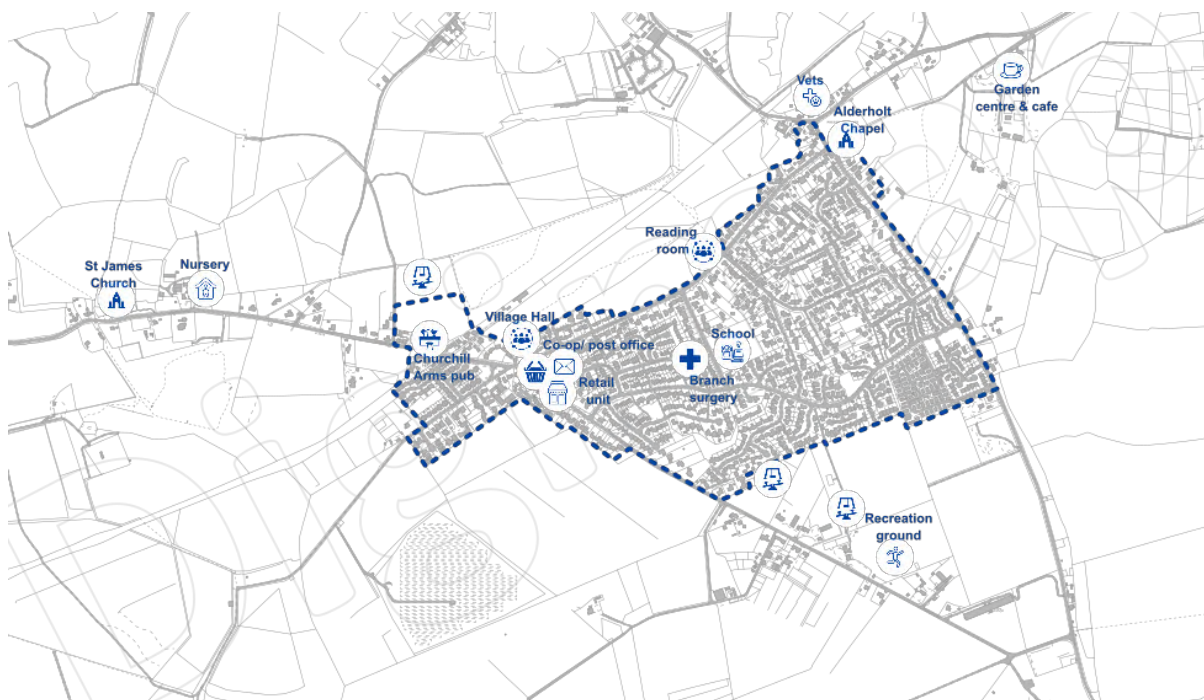 Vets
Alderholt
Chapel
Garden
centre & cafe
Reading
room
St James
Church
Nursery
Village Hall
Co-op/ post office
School
Churchill
Arms pub
Retail
unit
Branch
surgery
Recreation
ground